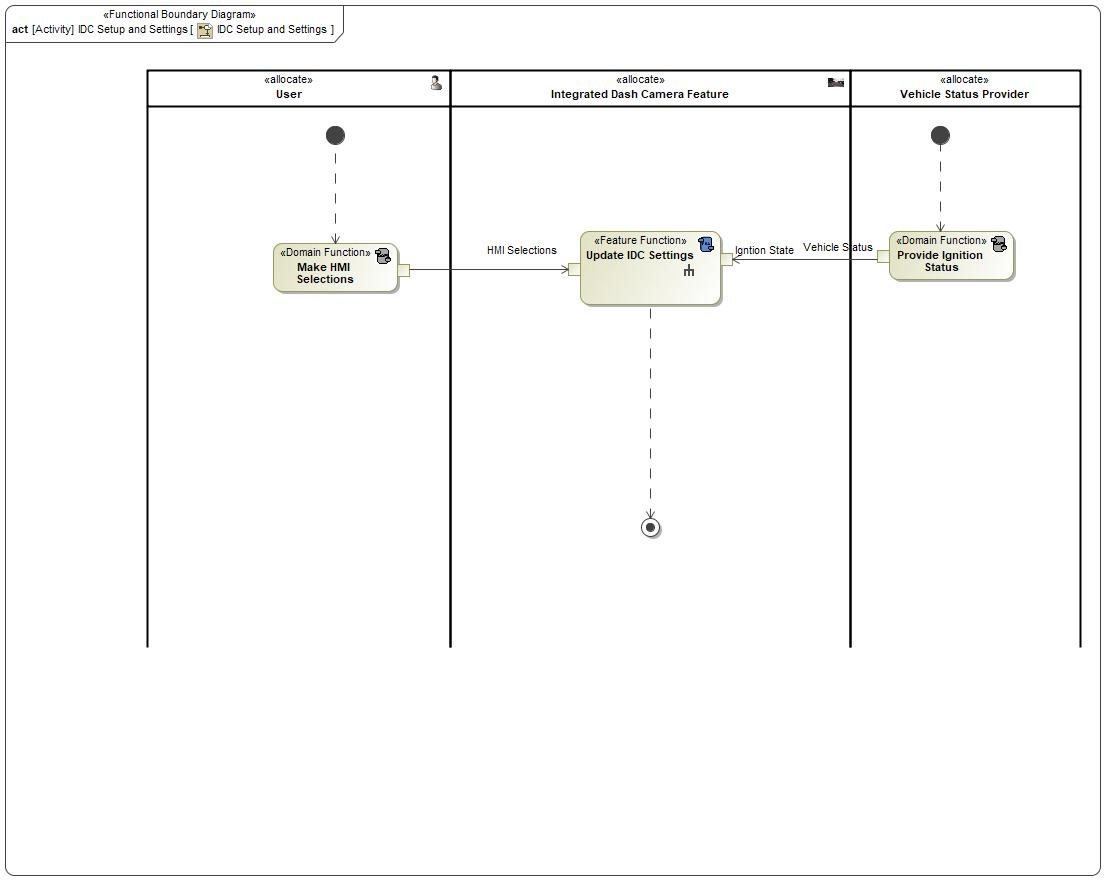 «Functional Boundary Diagram»
act [Activity] IDC Setup and Settings [ IDC Setup and Settings ]
«allocate»
User
«allocate»
Integrated Dash Camera Feature
«allocate»
Vehicle Status Provider
«Domain Function»
Make HMI
Selections
HMI Selections
«Feature Function»
Update IDC Settings
Igntion State
Vehicle Status
«Domain Function»
Provide Ignition
Status